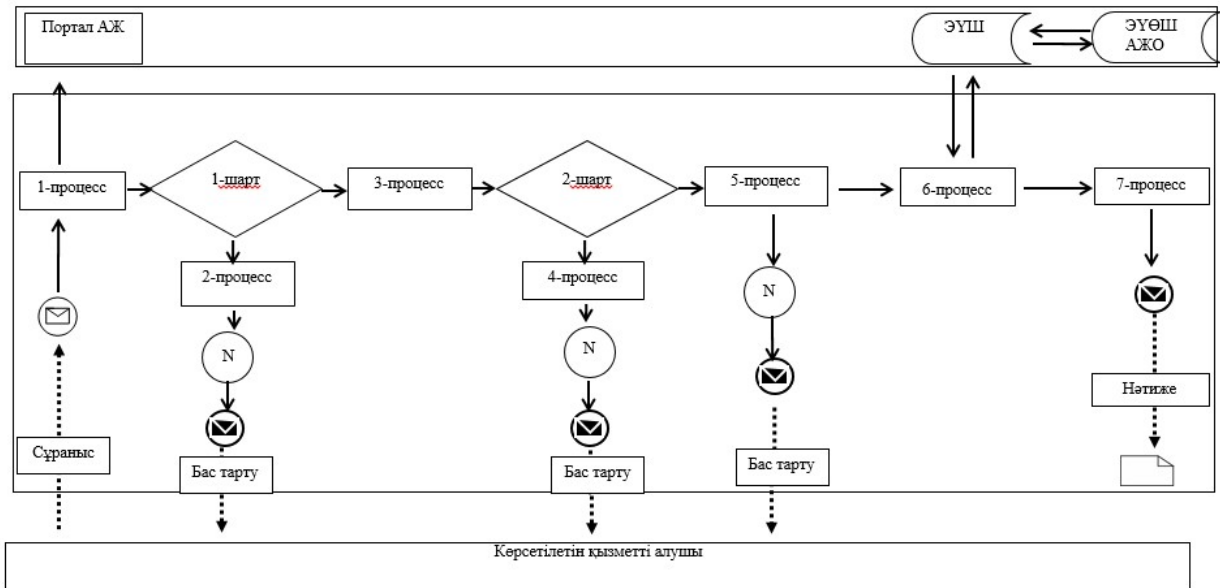 Портал АЖ
ЭҮШ
ЭҮӨШ
АЖО
1-процесс
1-шарт
3-процесс
2-шарт
5-процесс
6-процесс
7-процесс
2-процесс
4-процесс
N
N
N
Нәтиже
Сұраныс
Бас тарту
Бас тарту
Бас тарту
Көрсетілетін қызметті алушы